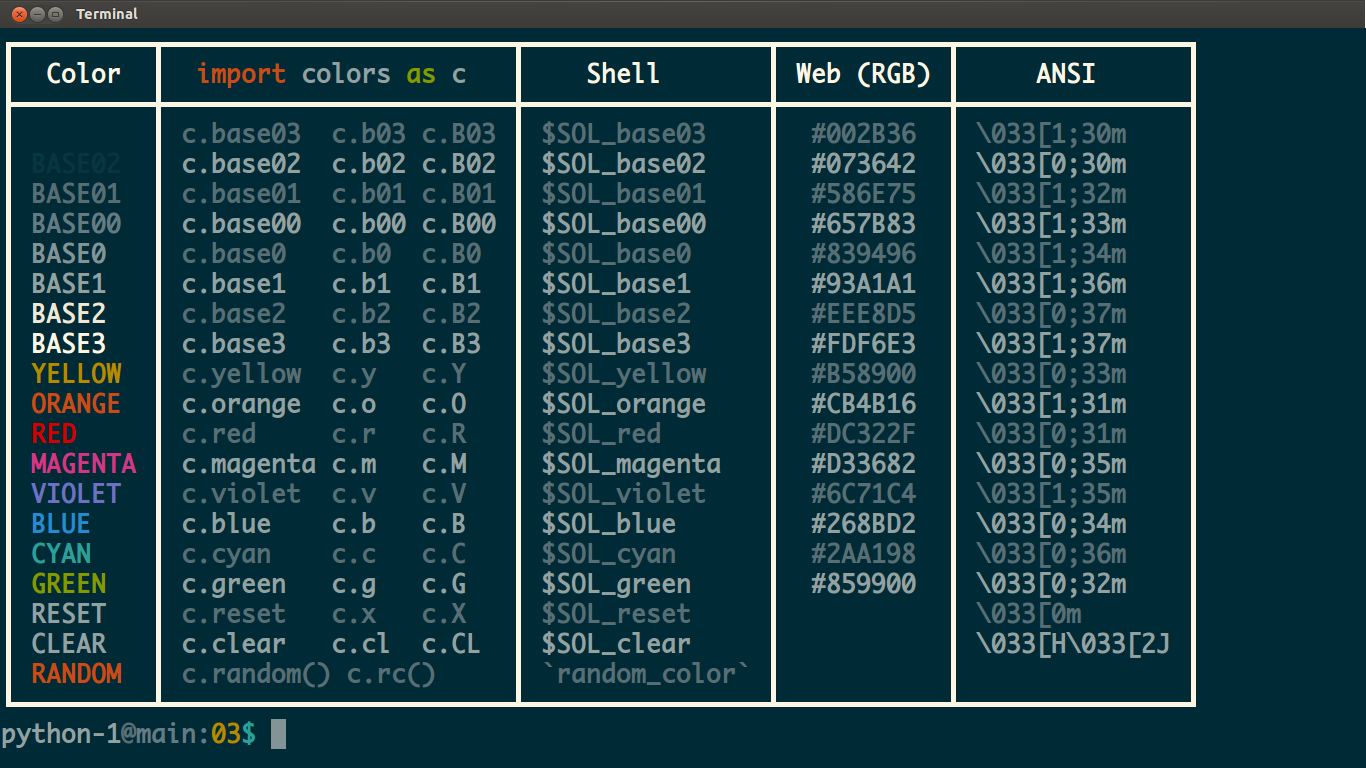 Terminal
Color import colors as c Shell Web (RGB) ANSI
c.base03 c.b03 c.B03 $SOL_base03 #002B36 \033[1;30m
BASE02 c.base02 c.b02 c.B02 $SOL_base02 #073642 \033[0;30m
BASE01 c.base01 c.b01 c.B01 $SOL_base01 #586E75 \033[1;32m
BASE00 c.base00 c.b00 c.B00 $SOL_base00 #657B83 \033[1;33m
BASE0 c.base0 c.b0 c.B0 $SOL_base0 #839496 \033[1;34m
BASE1 c.base1 c.b1 c.B1 $SOL_base1 #93A1A1 \033[1;36m
BASE2 c.base2 c.b2 c.B2 $SOL_base2 #EEE8D5 \033[0;37m
BASE3 c.base3 c.b3 c.B3 $SOL_base3 #FDF6E3 \033[1;37m
YELLOW c.yellow c.y c.Y $SOL_yellow #B58900 \033[0;33m
ORANGE c.orange c.o c.O $SOL_orange #CB4B16 \033[1;31m
RED c.red c.r c.R $SOL_red #DC322F \033[0;31m
MAGENTA c.magenta c.m c.M $SOL_magenta #D33682 \033[0;35m
VIOLET c.violet c.v c.V $SOL_violet #6C71C4 \033[1;35m
BLUE c.blue c.b c.B $SOL_blue #268BD2 \033[0;34m
CYAN c.cyan c.c c.C $SOL_cyan #2AA198 \033[0;36m
GREEN c.green c.g c.G $SOL_green #859900 \033[0;32m
RESET c.reset c.x c.X $SOL_reset \033[0m
CLEAR c.clear c.cl c.CL $SOL_clear \033[H\033[2J
RANDOM c.random() c.rc() `random_color`
python-1@main:03$